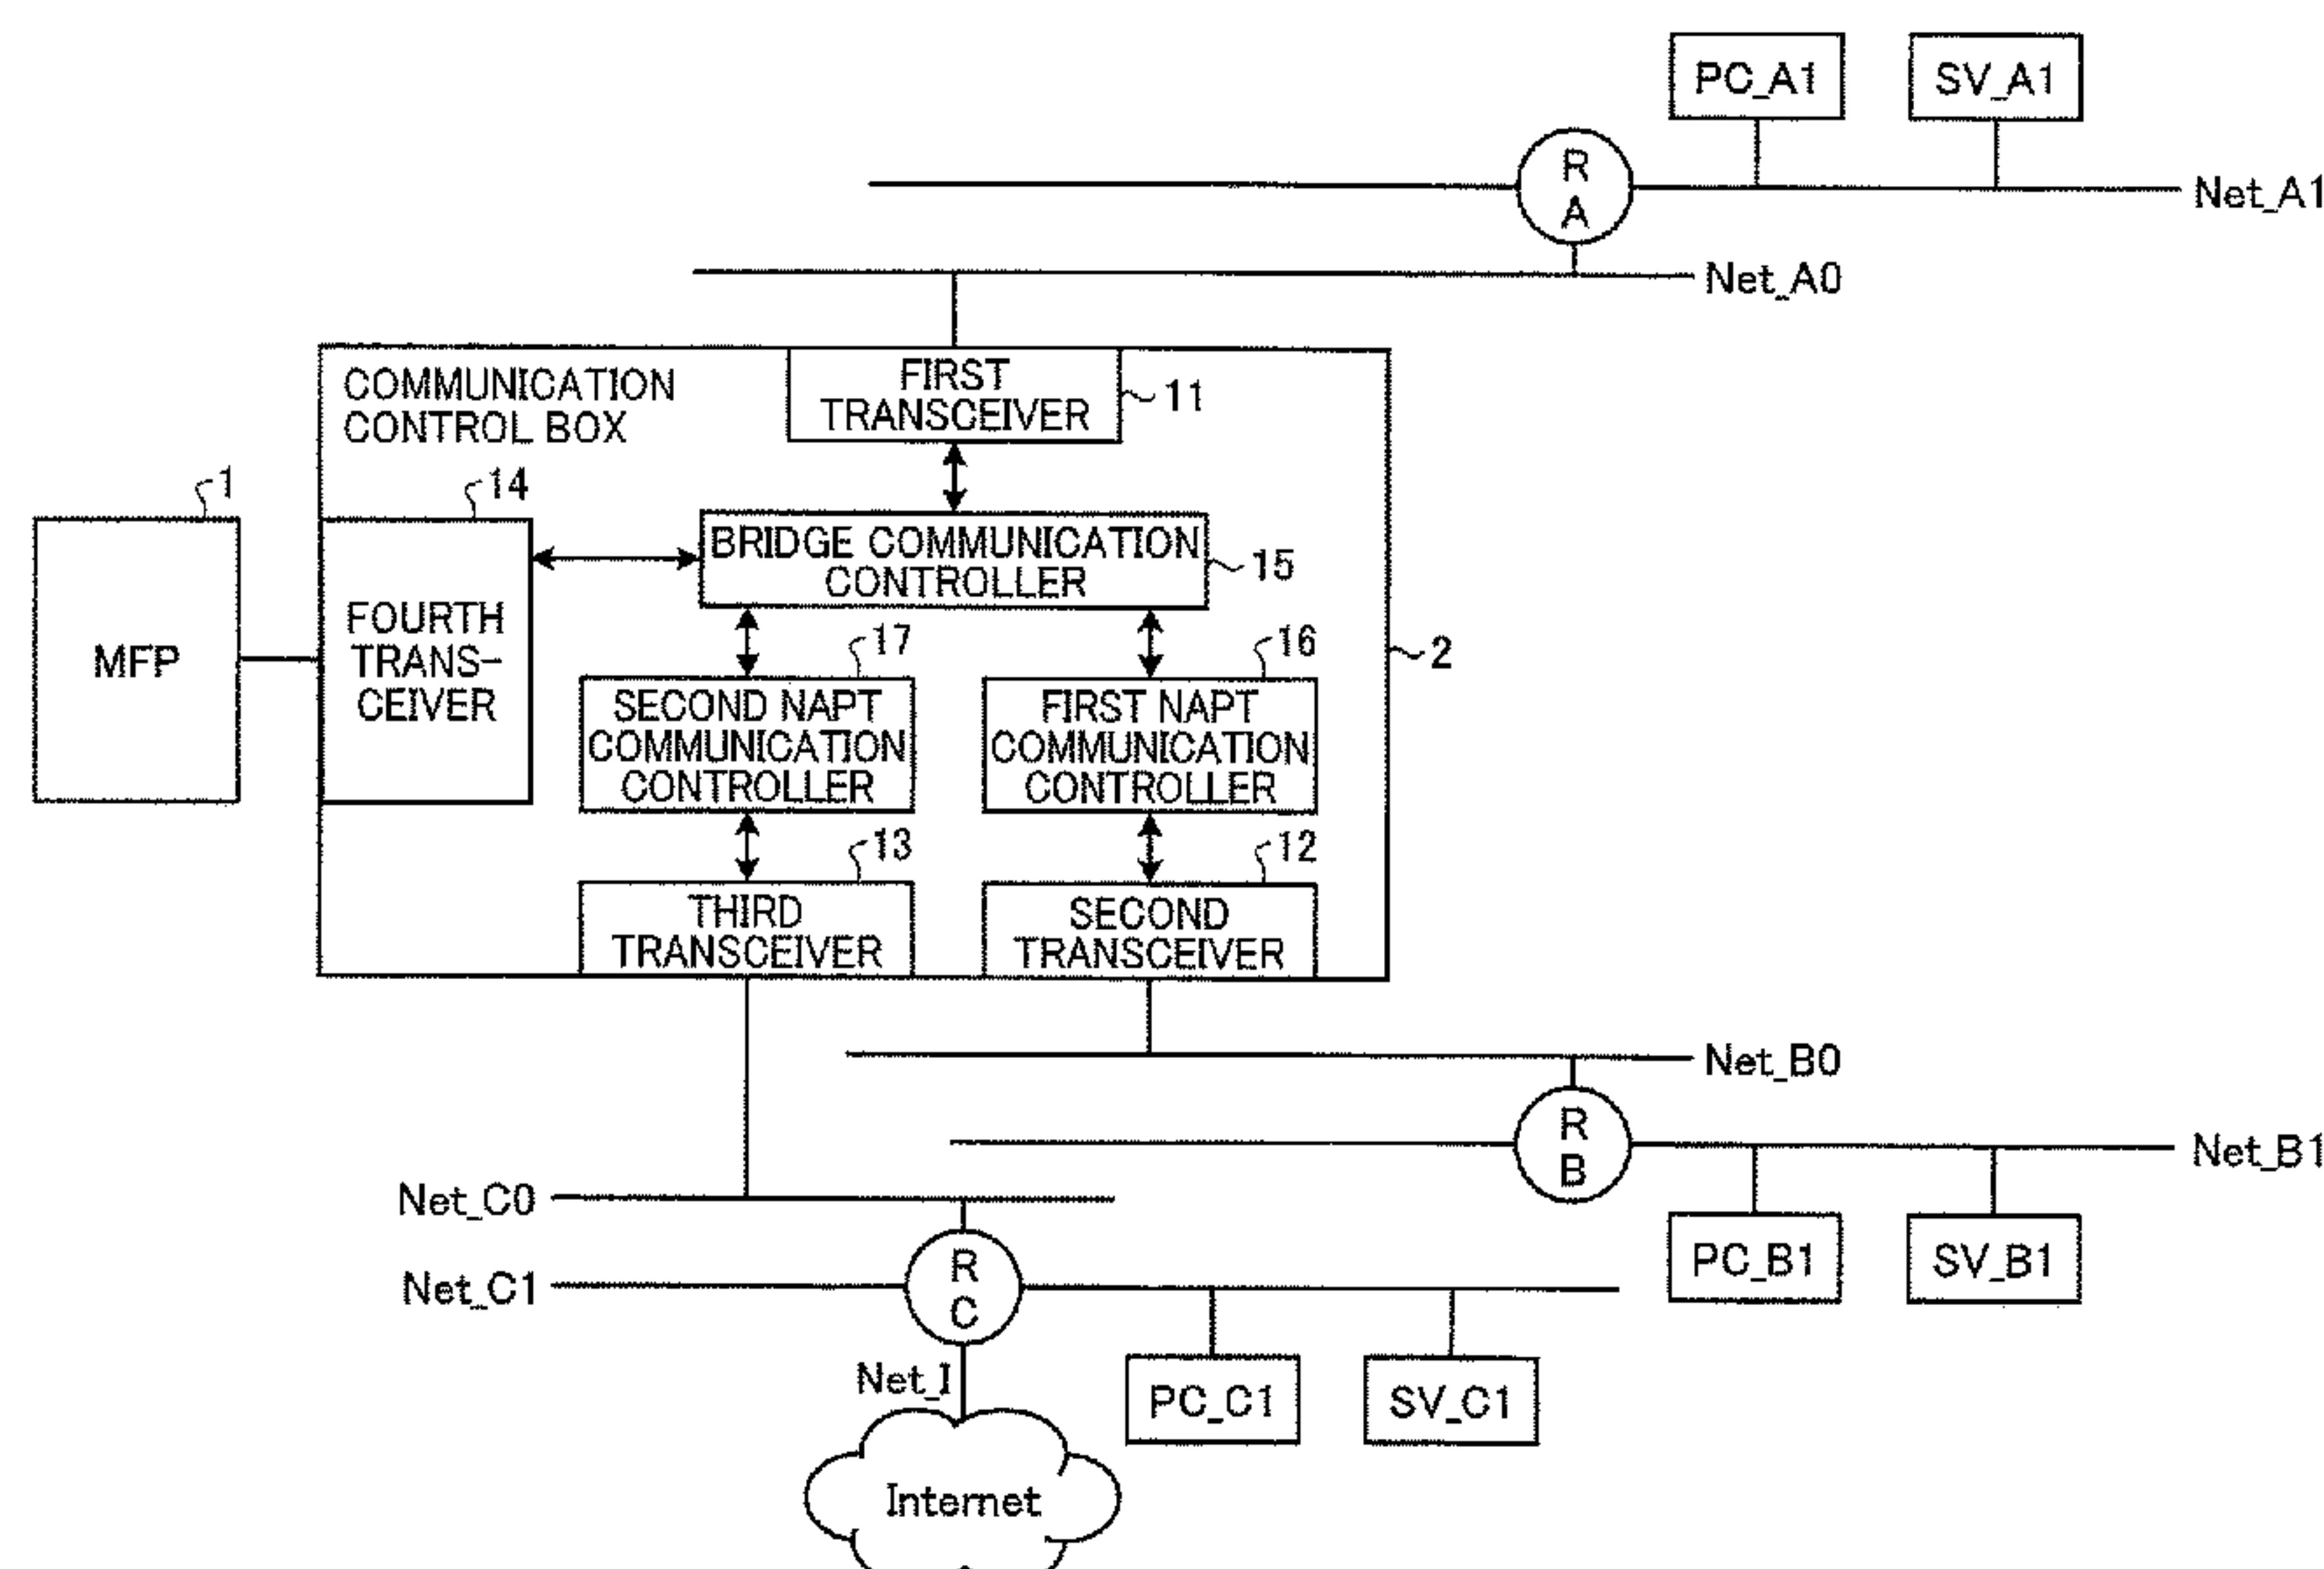 PC_A1
SV_A1
R
A
Net_A1
Net_A0
COMMUNICATION
CONTROL BOX
FIRST
TRANSCEIVER
11
1
14
BRIDGE COMMUNICATION
CONTROLLER
15
MFP
FOURTH
TRANS-
CEIVER
17
16
2
SECOND NAPT
COMMUNICATION
CONTROLLER
FIRST NAPT
COMMUNICATION
CONTROLLER
13
12
THIRD
TRANSCEIVER
SECOND
TRANSCEIVER
Net_B0
R
B
Net_B1
Net_C0
PC_B1
SV_B1
Net_C1
R
C
Net_I
PC_C1
SV_C1
Internet